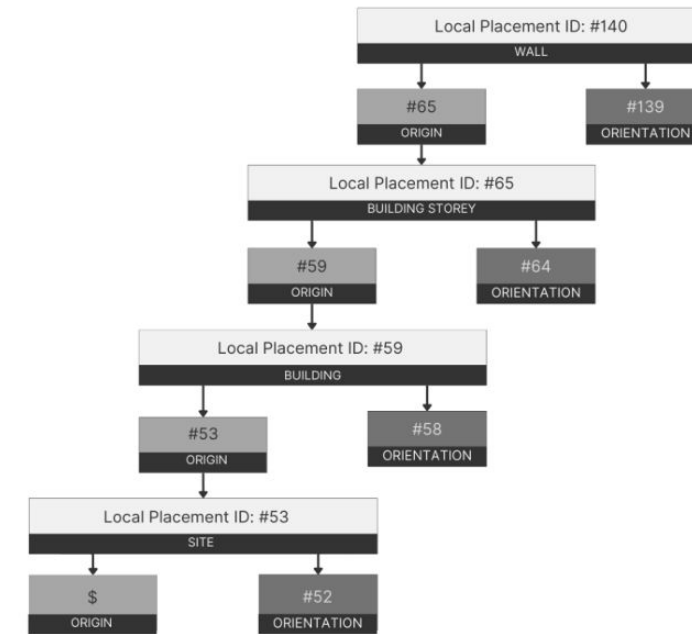 Local Placement ID: #140
WALL
#65
ORIGIN
#139
ORIENTATION
Local Placement ID: #65
BUILDING STOREY
#59
ORIGIN
#64
ORIENTATION
Local Placement ID: #59
BUILDING
#53
ORIGIN
#58
ORIENTATION
Local Placement ID: #53
SITE
$
ORIGIN
#52
ORIENTATION